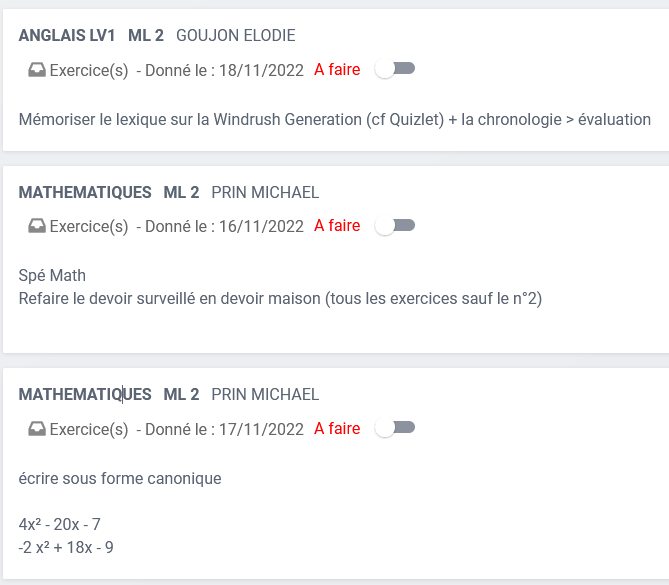 ANGLAIS LV1 ML 2 GOUJON ELODIE
Exercice(s) - Donné le : 18/11/2022 A faire
Mémoriser le lexique sur la Windrush Generation (cf Quizlet) + la chronologie > évaluation
MATHEMATIQUES ML 2 PRIN MICHAEL
Exercice(s) - Donné le : 16/11/2022 A faire
Spé Math
Refaire le devoir surveillé en devoir maison (tous les exercices sauf le n°2)
MATHEMATIQUES ML 2 PRIN MICHAEL
Exercice(s) - Donné le : 17/11/2022 A faire
écrire sous forme canonique
4x² - 20x - 7
-2 x² + 18x - 9